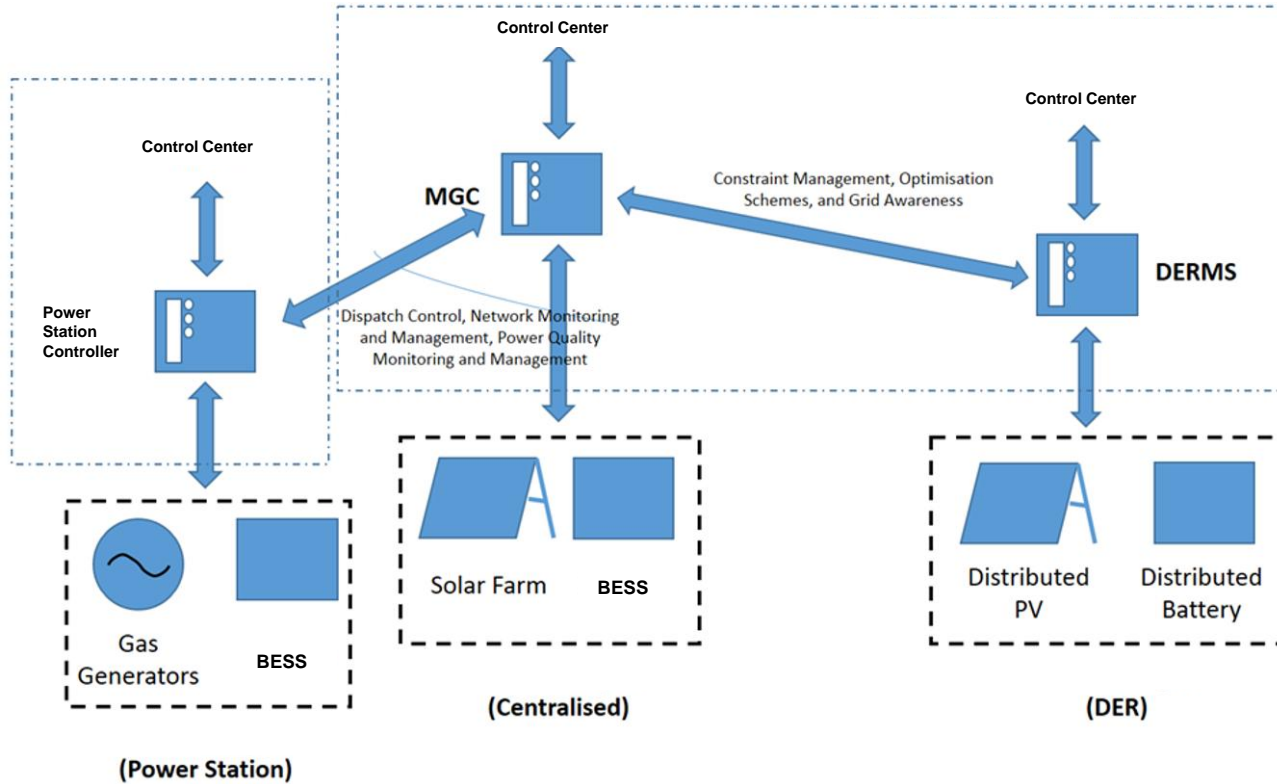 Control Center
Control Center
Control Center
MGC
Constraint Management, Optimisation
Schemes, and Grid Awareness
DERMS
Power
Station
Controller
Dispatch Control, Network Monitoring
and Management, Power Quality
Monitoring and Management
Solar Farm
BESS
Distributed
PV
Distributed
Battery
Gas
Generators
BESS
(Centralised)
(DER)
(Power Station)